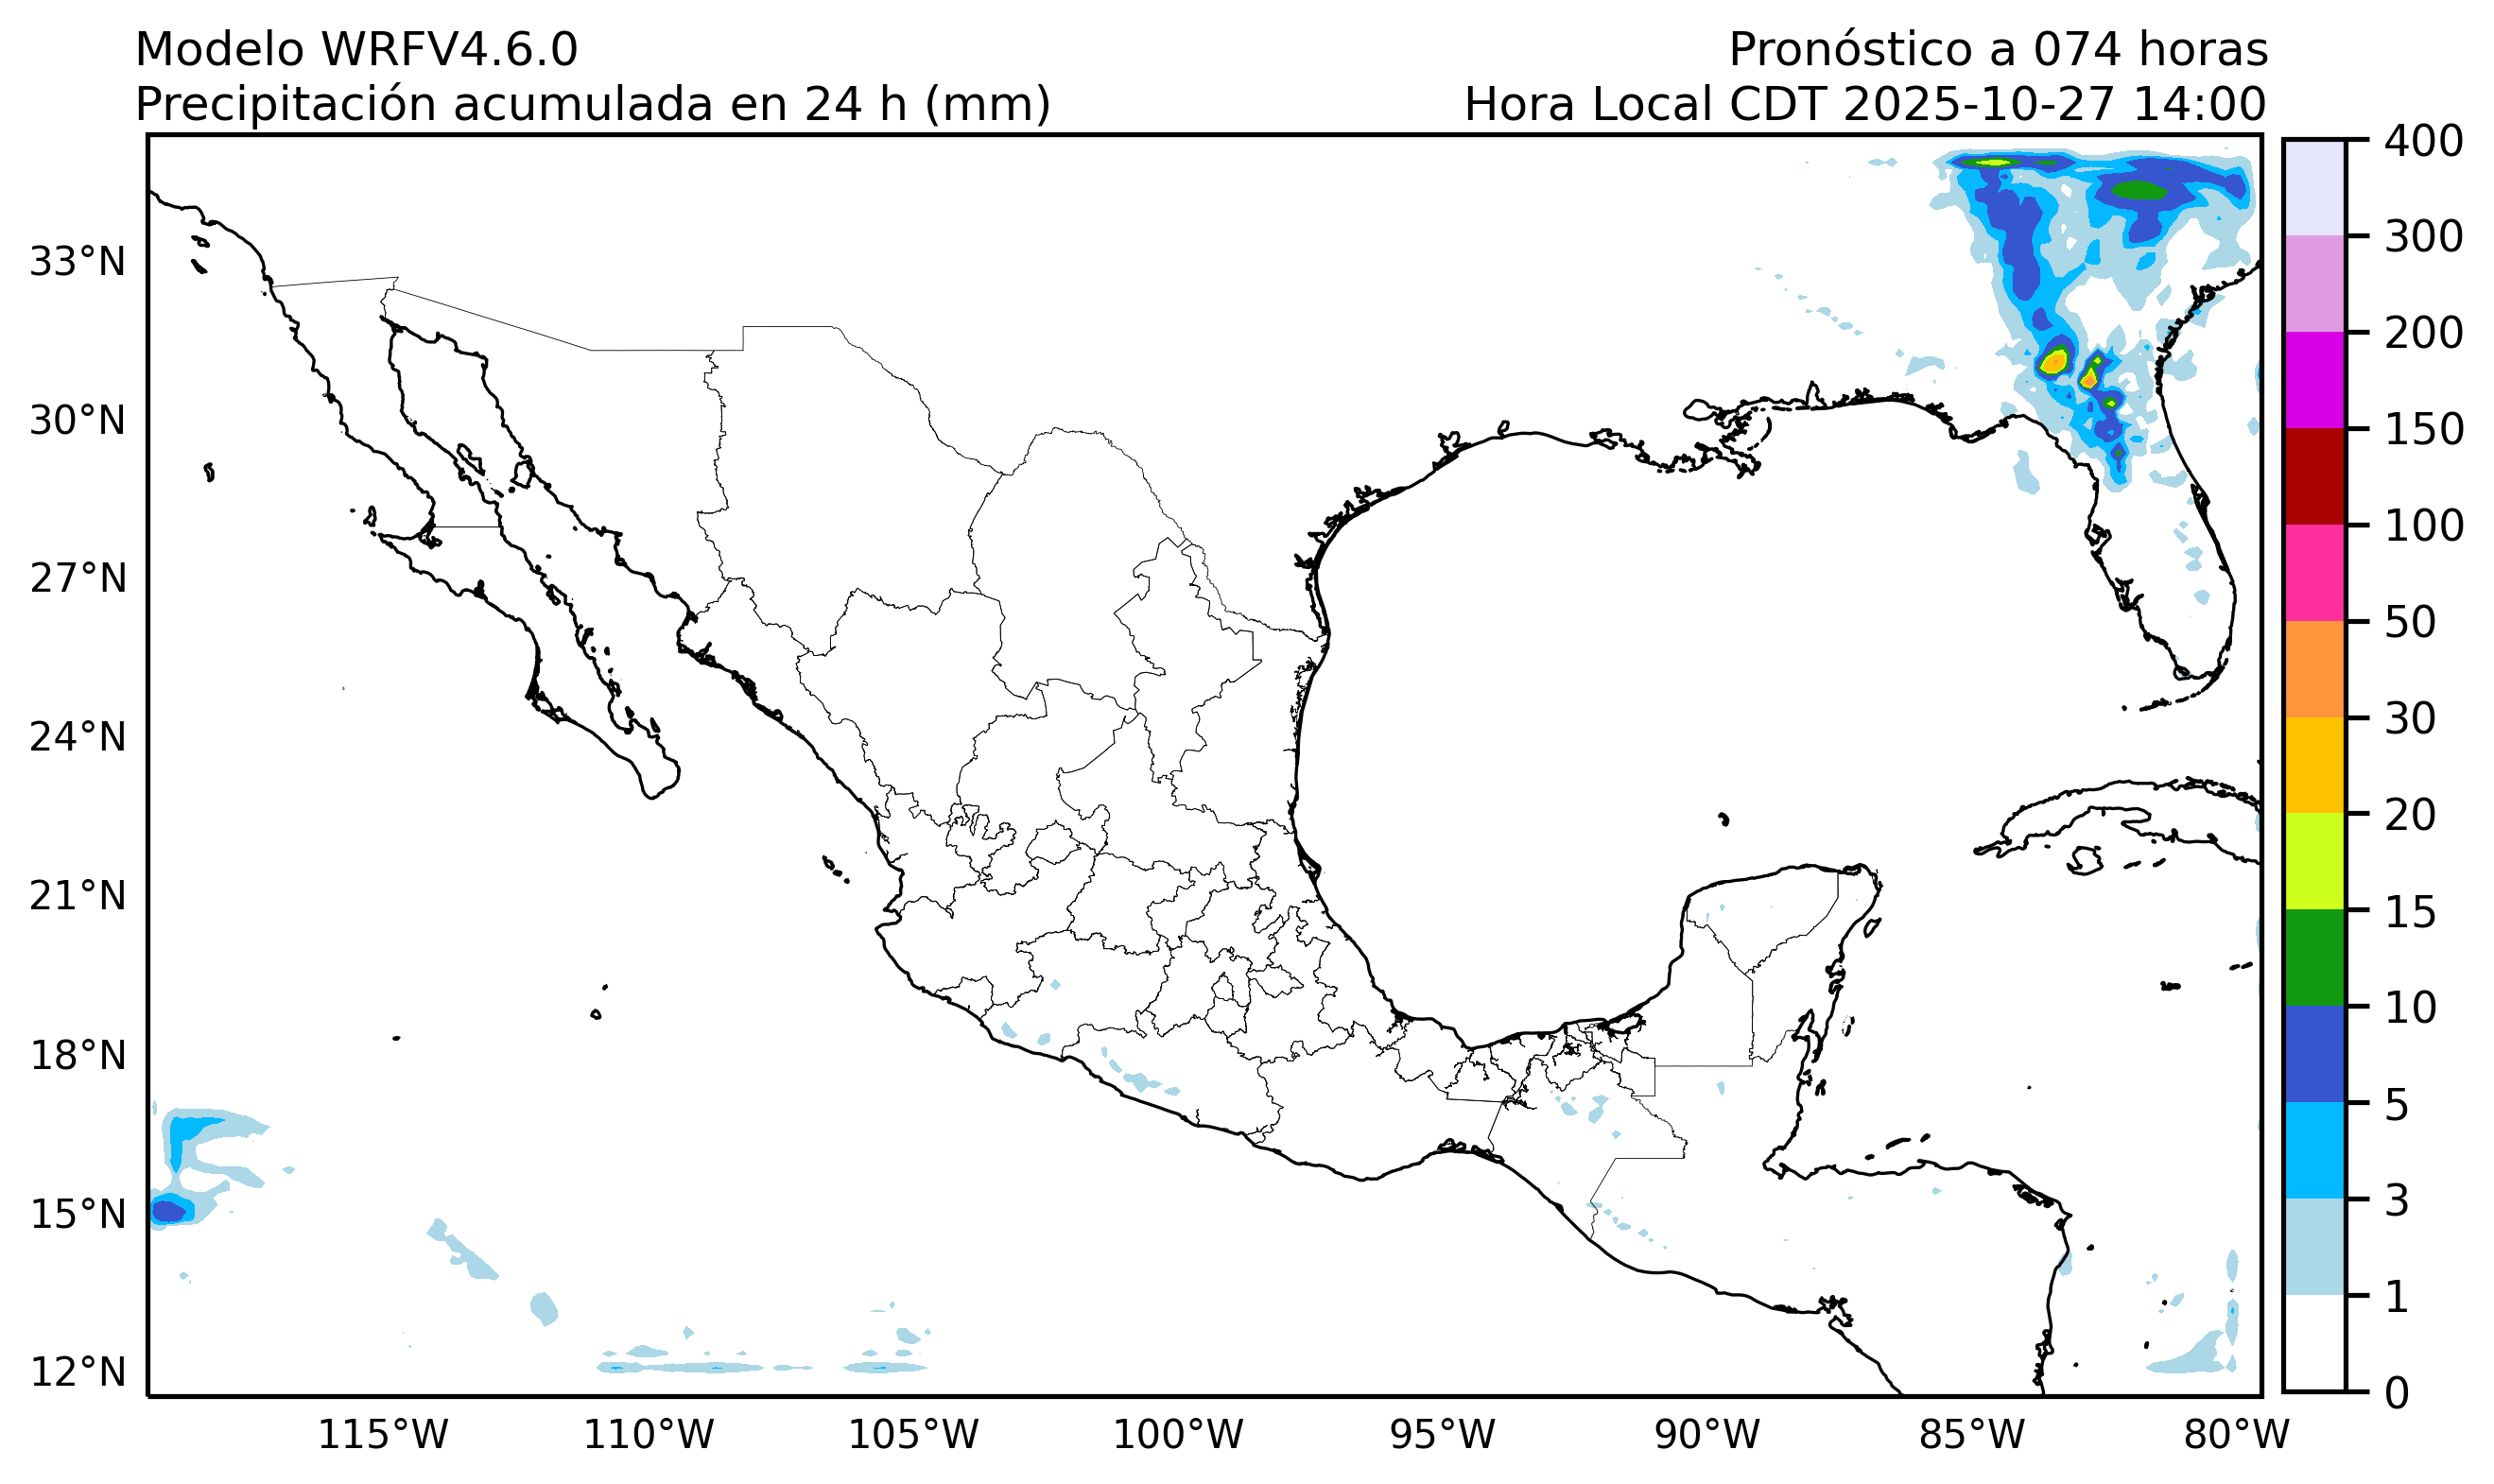 Modelo WRFV4.6.0
Pronóstico a 074 horas
Precipitación acumulada en 24 h (mm)
Hora Local CDT 2025-10-27 14:00
33°N
30°N
27°N
24°N
21°N
18°N
15°N
12°N
115°W
110°W
105°W
100°W
95°W
90°W
85°W
80°W
400
300
200
150
100
50
30
20
15
10
5
3
1
0